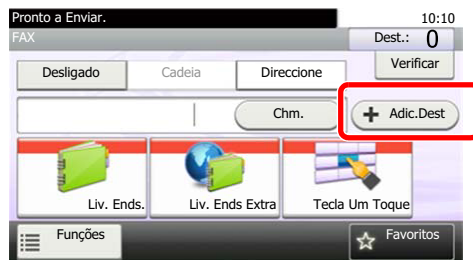 Pronto a Enviar.
10:10
FAX
Dest.: 0
Desligado
Cadeia
Direccione
Verificar
Chm.
Adic.Dest
Liv. Ends.
Liv. Ends Extra
Tecla Um Toque
Funções
Favoritos